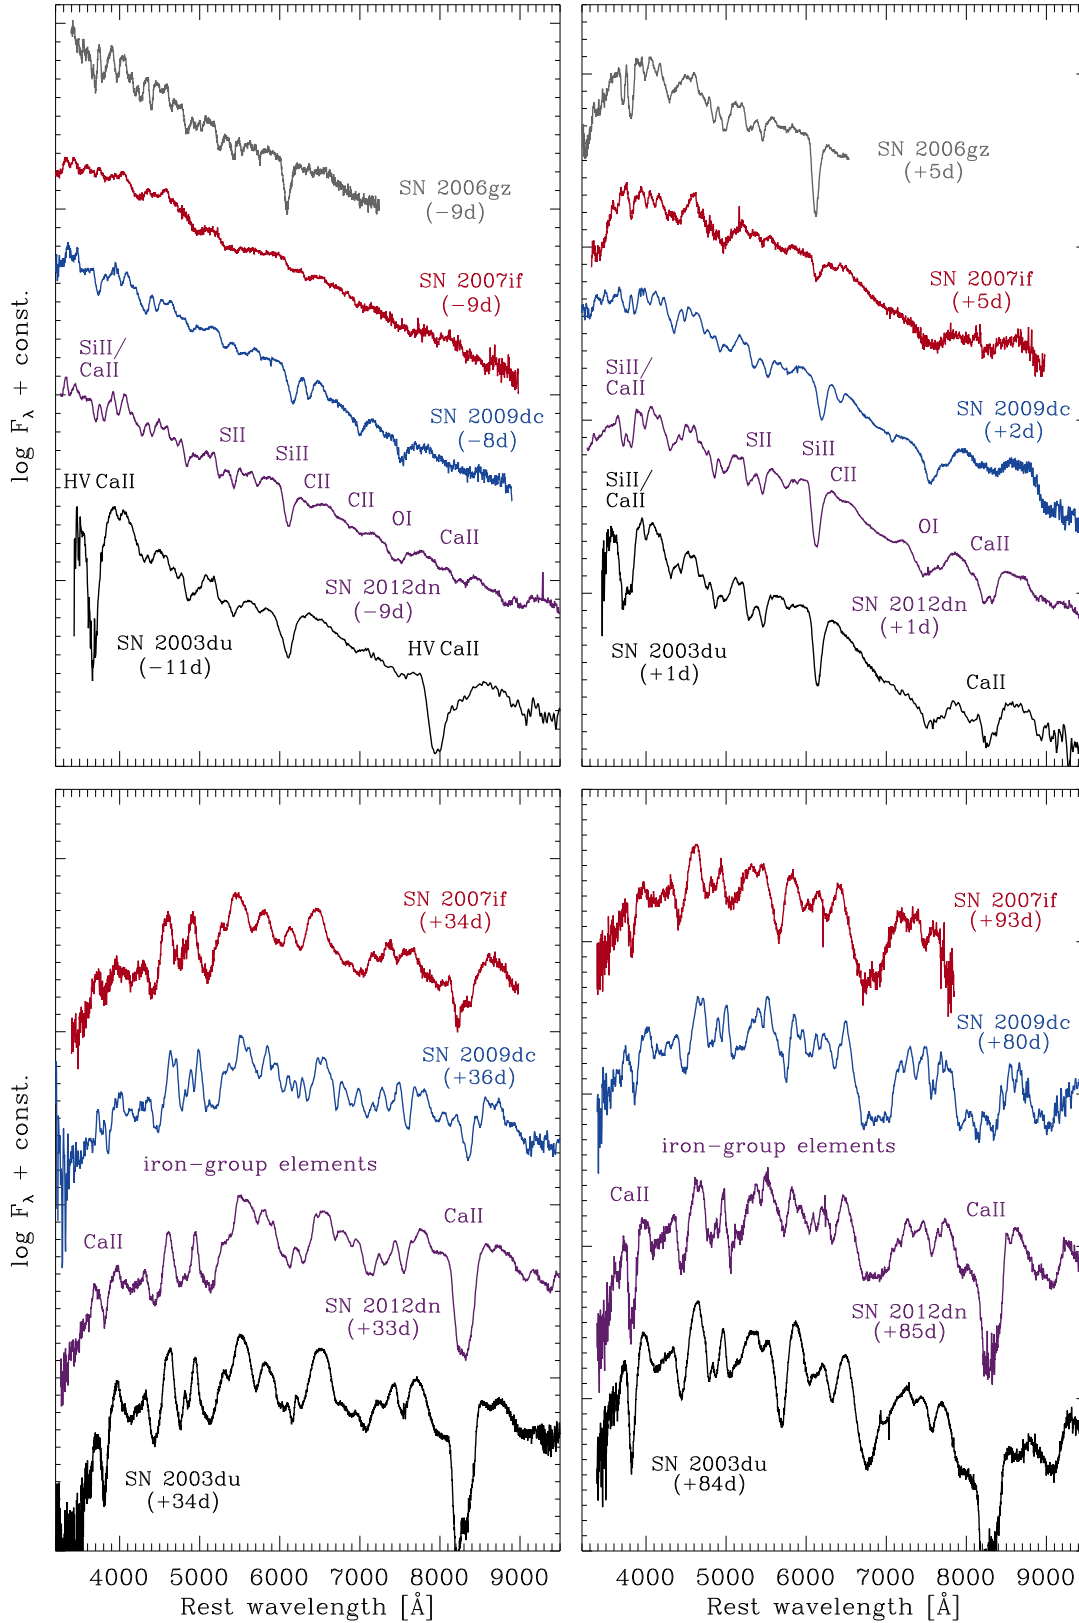 SN 2006gz
(−9d)
SN 2007if
(−9d)
SiII/
CaII
SN 2009dc
(−8d)
SII
SiII
CII
HV CaII
CII
OI
CaII
SN 2012dn
(−9d)
SN 2003du
(−11d)
HV CaII
log Fλ + const.
SN 2006gz
(+5d)
SN 2007if
(+5d)
SiII/
CaII
SN 2009dc
(+2d)
SII
SiII
CII
SiII/
CaII
OI
CaII
SN 2012dn
(+1d)
SN 2003du
(+1d)
CaII
SN 2007if
(+34d)
SN 2009dc
(+36d)
iron−group elements
CaII
CaII
SN 2012dn
(+33d)
SN 2003du
(+34d)
log Fλ + const.
4000 5000 6000 7000 8000 9000
Rest wavelength [Å]
SN 2007if
(+93d)
SN 2009dc
(+80d)
iron−group elements
CaII
CaII
SN 2012dn
(+85d)
SN 2003du
(+84d)
4000 5000 6000 7000 8000 9000
Rest wavelength [Å]